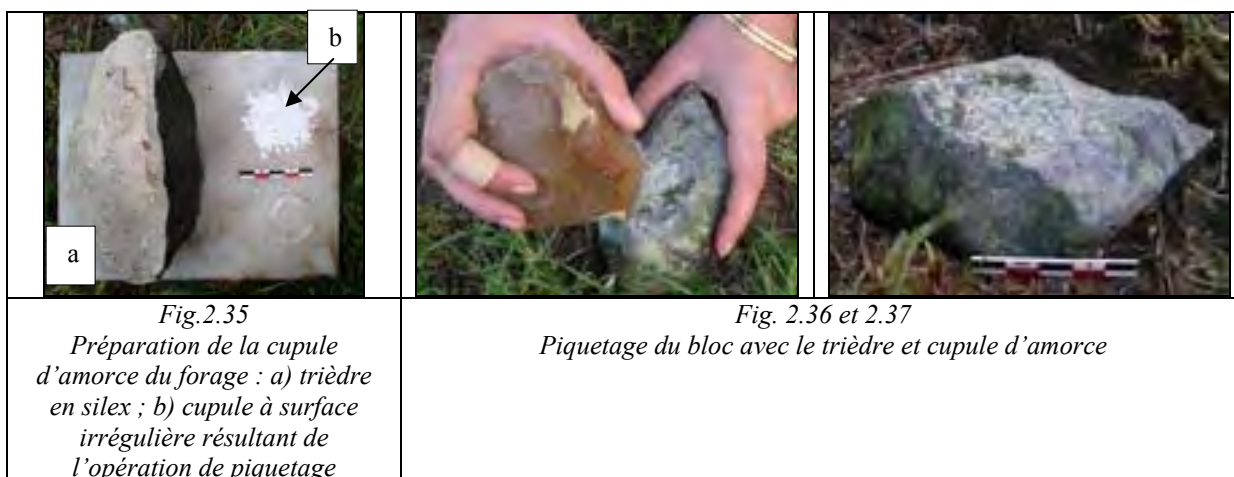 b
a
Fig.2.35
Préparation de la cupule
d’amorce du forage : a) trièdre
en silex ; b) cupule à surface
irrégulière résultant de
l’opération de piquetage
Fig. 2.36 et 2.37
Piquetage du bloc avec le trièdre et cupule d’amorce